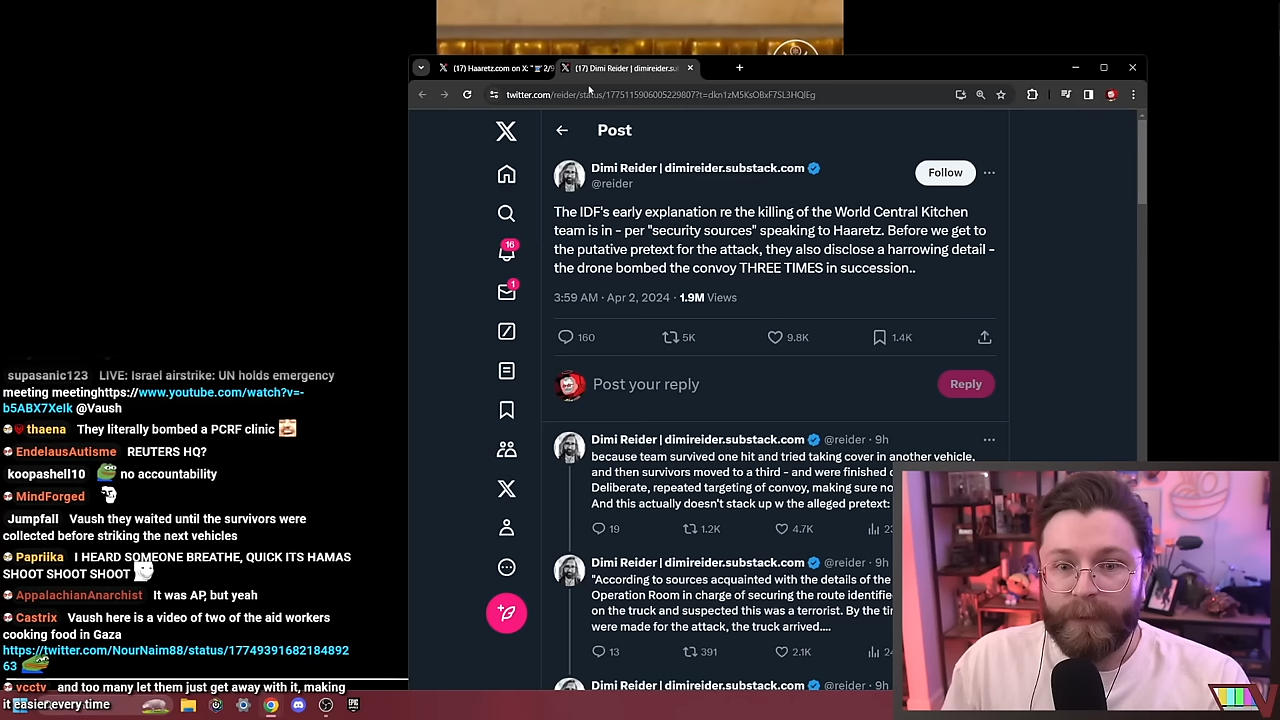 (17) Haaretz.com on X: "
2/9
(17) Dimi Reider | dimireider.su
twitter.com/reider/status/1775115906005229807?t=dkn1zM5KsOBxF7SL3HQlEg
Post
Dimi Reider | dimireider.substack.com
@reider
Follow
The IDF's early explanation re the killing of the World Central Kitchen
team is in - per "security sources" speaking to Haaretz. Before we get to
the putative pretext for the attack, they also disclose a harrowing detail -
the drone bombed the convoy THREE TIMES in succession..
3:59 AM · Apr 2, 2024 · 1.9M Views
160
5K
9.8K
1.4K
16
1
Post your reply
Reply
Dimi Reider | dimireider.substack.com @reider · 9h
because team survived one hit and tried taking cover in another vehicle,
and then survivors moved to a third - and were finished
Deliberate, repeated targeting of convoy, making sure no
And this actually doesn't stack up w the alleged pretext:
19
1.2K
4.7K
Dimi Reider | dimireider.substack.com @reider · 9h
"According to sources acquainted with the details of the
Operation Room in charge of securing the route identifie
on the truck and suspected this was a terrorist. By the tir
were made for the attack, the truck arrived....
13
391
2.1K
Dimi Reider | dimireider.substack.com @reider · 9h
supasanic123 LIVE: Israel airstrike: UN holds emergency
meeting meetinghttps://www.youtube.com/watch?v=-
b5ABX7XeIk @Vaush
thaena They literally bombed a PCRF clinic
EndelausAutisme REUTERS HQ?
koopashell10 no accountability
MindForged
Jumpfall Vaush they waited until the survivors were
collected before striking the next vehicles
Papriika I HEARD SOMEONE BREATHE, QUICK ITS HAMAS
SHOOT SHOOT SHOOT
AppalachianAnarchist It was AP, but yeah
Castrix Vaush here is a video of two of the aid workers
cooking food in Gaza
https://twitter.com/NourNaim88/status/17749391682184892
63
vcctv and too many let them just get away with it, making
it easier every time